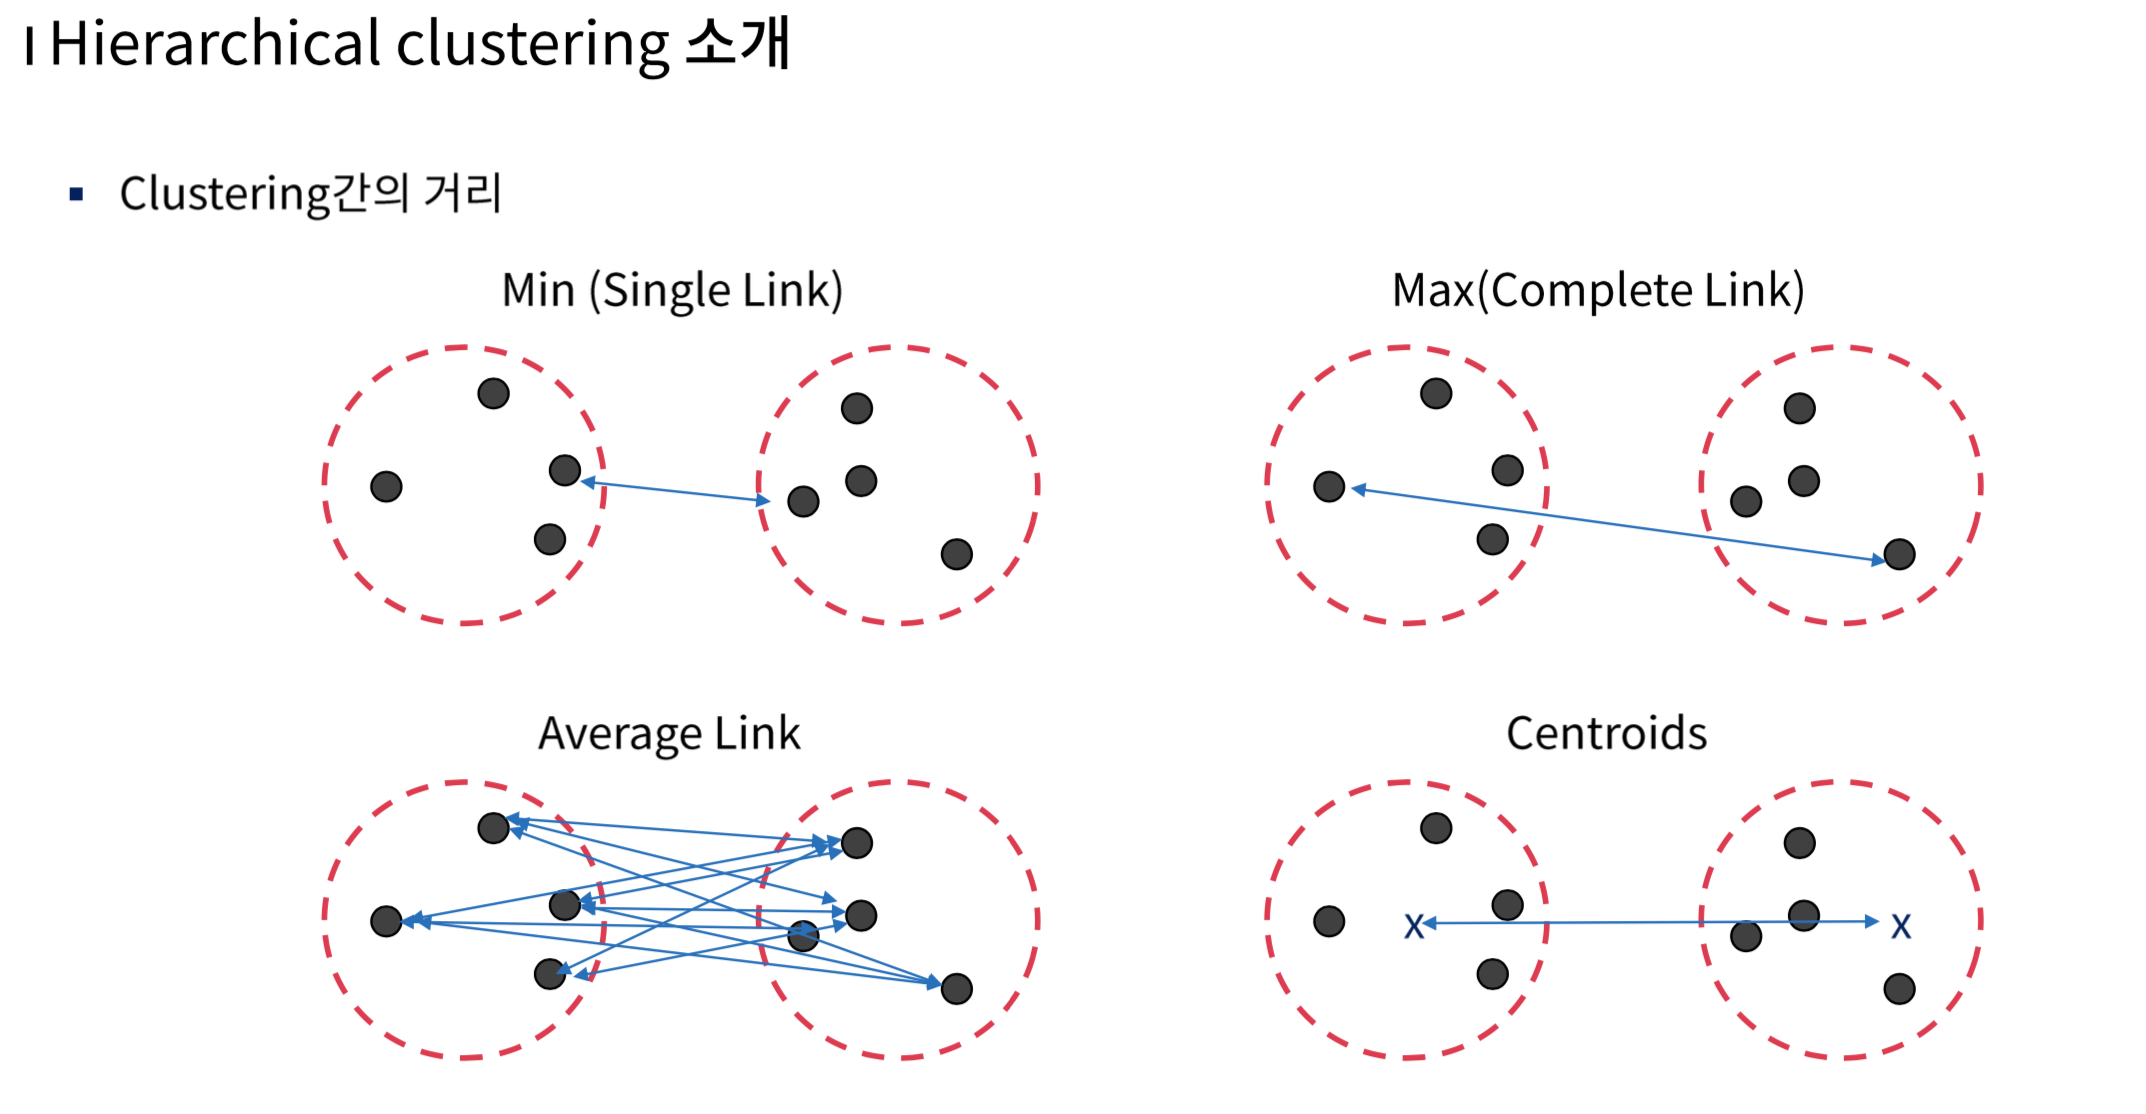 I Hierarchical clustering 소개
Clustering간의 거리
Min (Single Link)
Max(Complete Link)
Average Link
Centroids
X
X